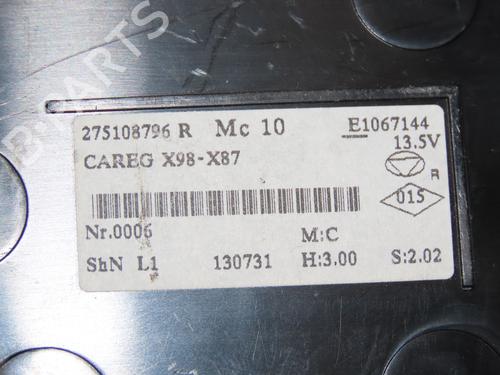 B-PARTS
275108796 R Mc 10 E1067144
13.5V
CAREG X98-X87
R
015
Nr.0006 M:C
ShN L1 130731 H:3.00 S:2.02